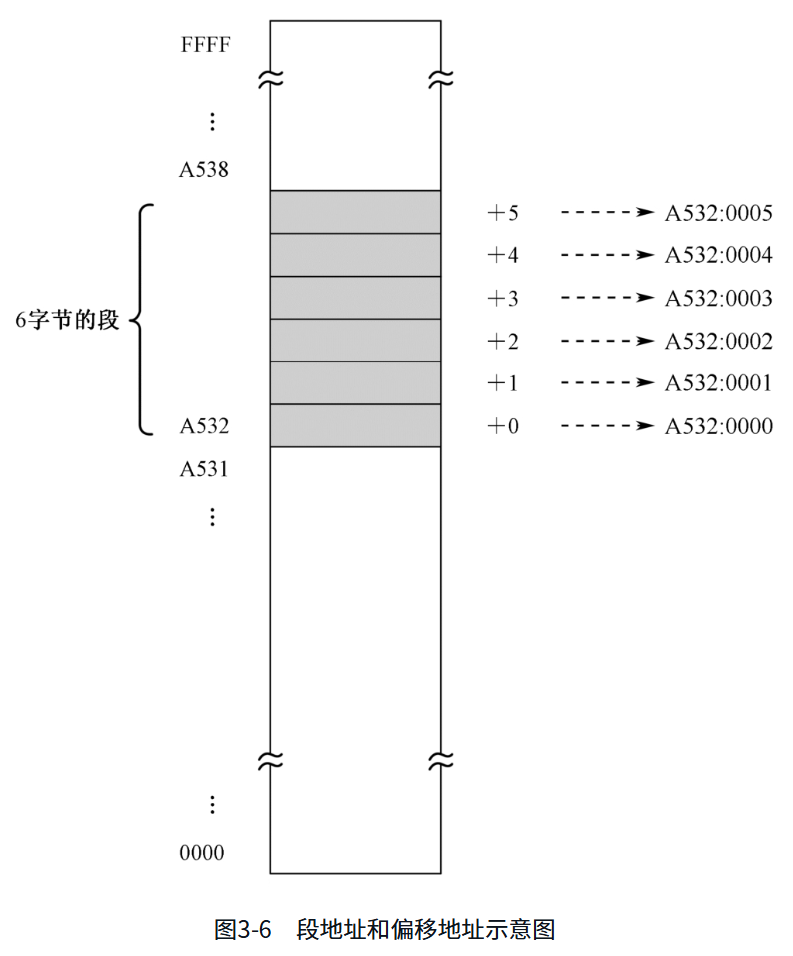 FFFF
⋮
A538
+5 A532:0005
+4 A532:0004
+3 A532:0003
6字节的段
+2 A532:0002
+1 A532:0001
A532 +0 A532:0000
A531
⋮
⋮
0000
图3-6 段地址和偏移地址示意图